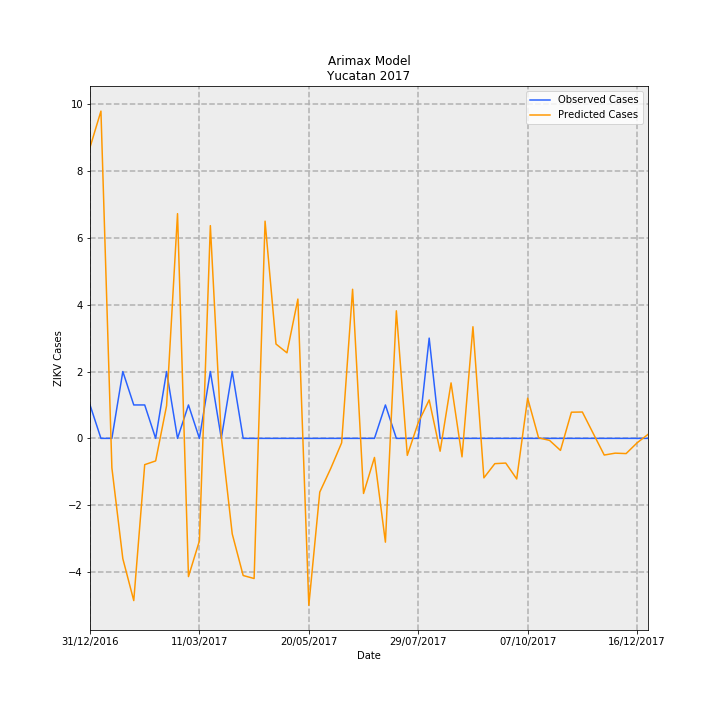 Arimax Model
Yucatan 2017
Observed Cases
Predicted Cases
10
8
6
4
2
0
−2
−4
ZIKV Cases
31/12/2016 11/03/2017 20/05/2017 29/07/2017 07/10/2017 16/12/2017
Date